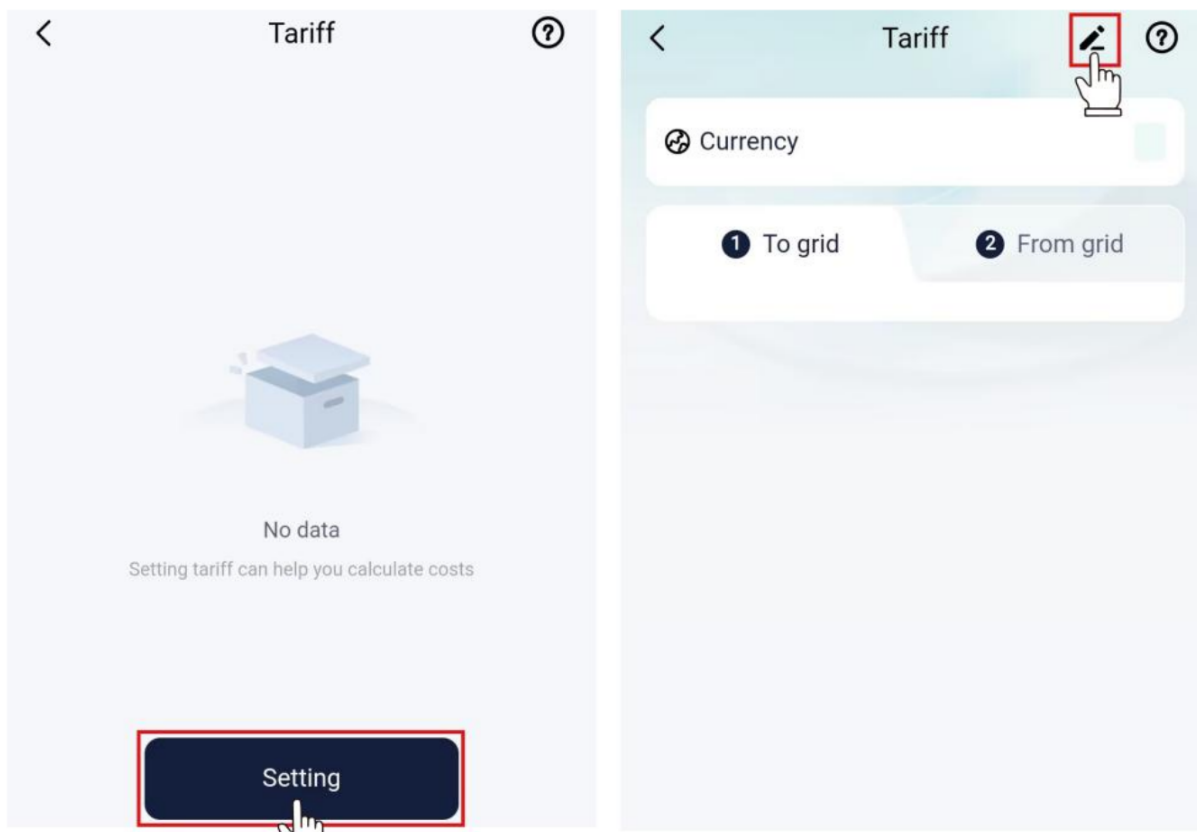 Tariff
No data
Setting tariff can help you calculate costs
Setting
Tariff
Currency
1 To grid
2 From grid